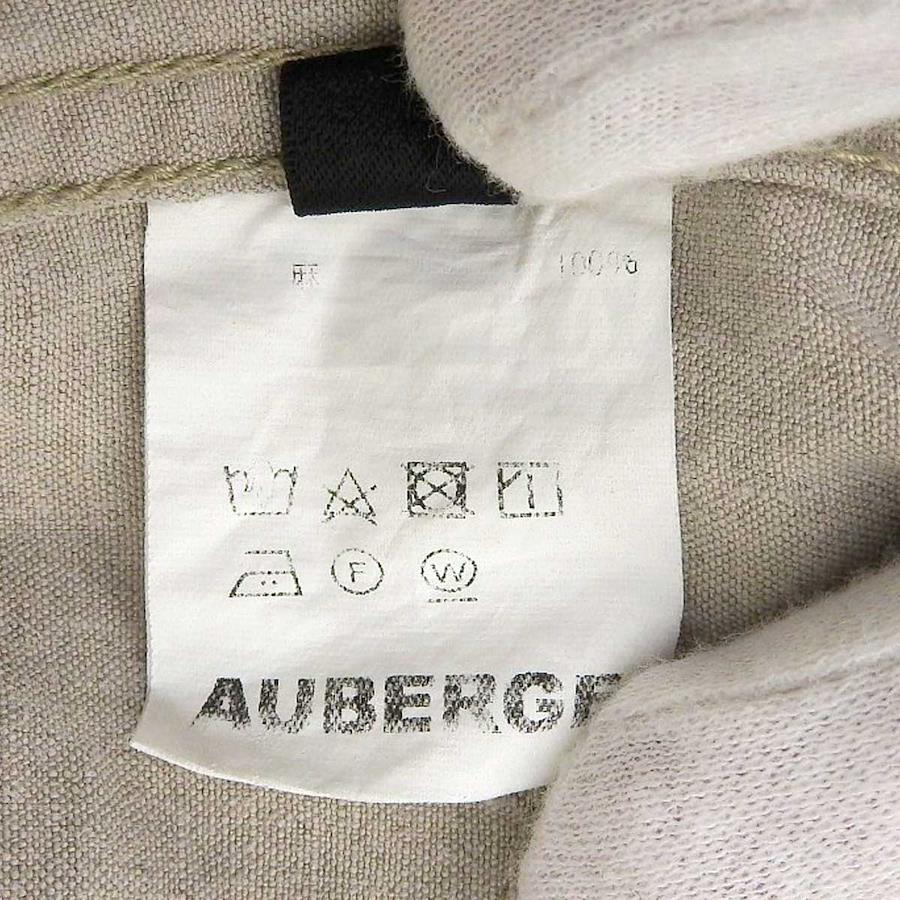 麻 100%
F W
AUBERGE